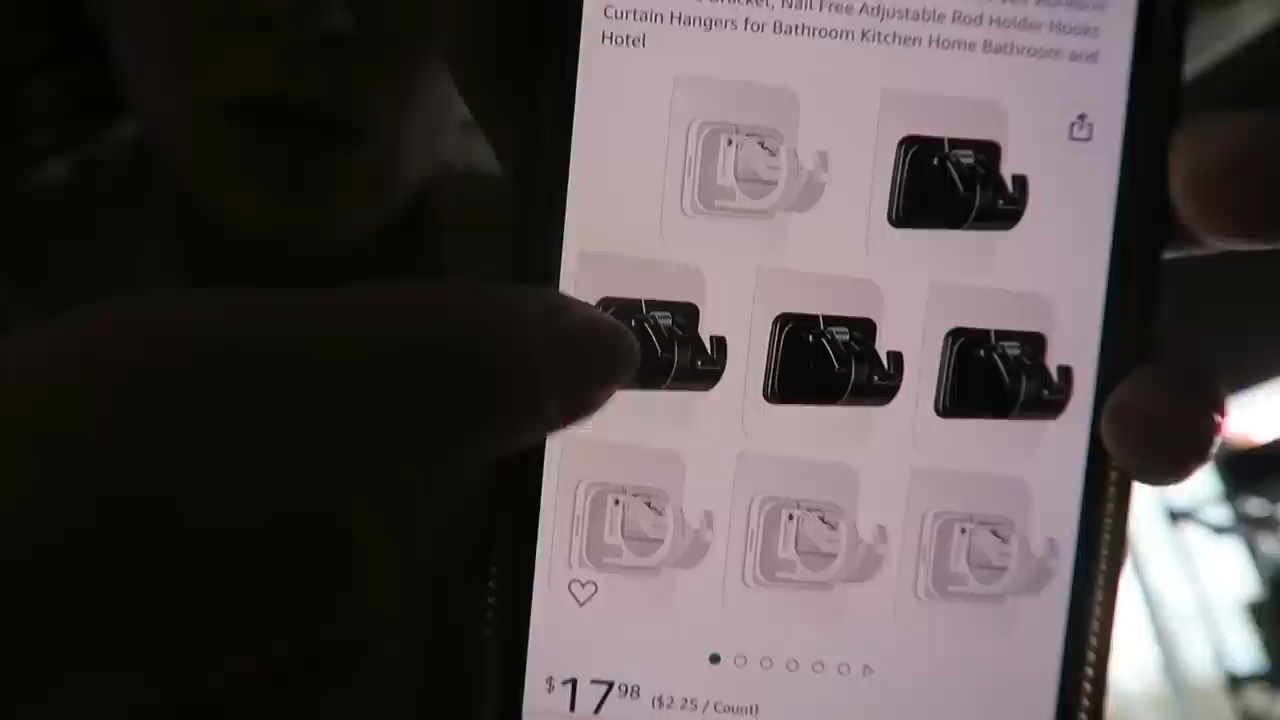 Bracket, Nail Free Adjustable Rod Holder Hooks
Curtain Hangers for Bathroom Kitchen Home Bathroom and
Hotel
$17.98 ($2.25 / Count)